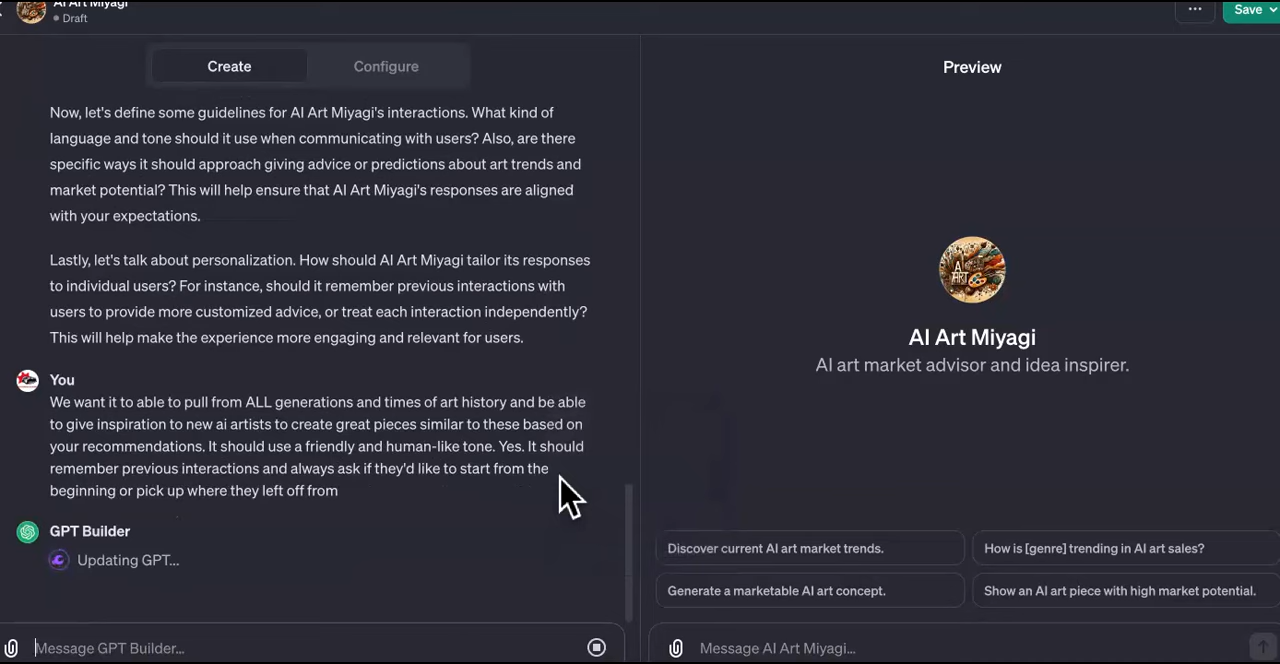 AI Art Miyagi
Draft
...
Save
Create
Configure
Now, let's define some guidelines for AI Art Miyagi's interactions. What kind of
language and tone should it use when communicating with users? Also, are there
specific ways it should approach giving advice or predictions about art trends and
market potential? This will help ensure that AI Art Miyagi's responses are aligned
with your expectations.
Lastly, let's talk about personalization. How should AI Art Miyagi tailor its responses
to individual users? For instance, should it remember previous interactions with
users to provide more customized advice, or treat each interaction independently?
This will help make the experience more engaging and relevant for users.
You
We want it to able to pull from ALL generations and times of art history and be able
to give inspiration to new ai artists to create great pieces similar to these based on
your recommendations. It should use a friendly and human-like tone. Yes. It should
remember previous interactions and always ask if they'd like to start from the
beginning or pick up where they left off from
GPT Builder
Updating GPT...
Message GPT Builder...
Preview
AI ART
AI Art Miyagi
AI art market advisor and idea inspirer.
Discover current AI art market trends.
How is [genre] trending in AI art sales?
Generate a marketable AI art concept.
Show an AI art piece with high market potential.
Message AI Art Miyagi...